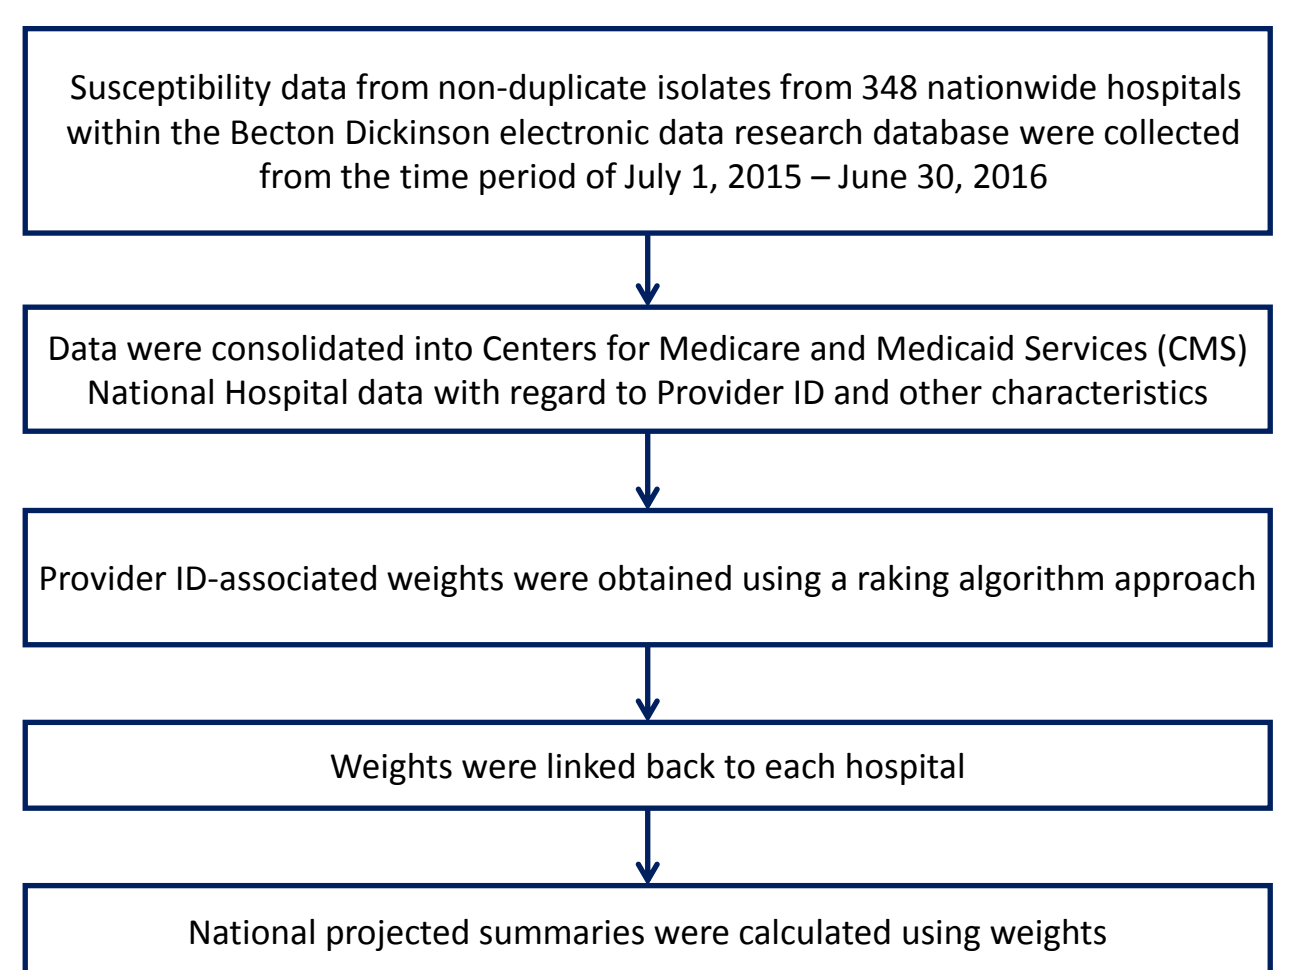 Susceptibility data from non-duplicate isolates from 348 nationwide hospitals
within the Becton Dickinson electronic data research database were collected
from the time period of July 1, 2015 – June 30, 2016
Data were consolidated into Centers for Medicare and Medicaid Services (CMS)
National Hospital data with regard to Provider ID and other characteristics
Provider ID-associated weights were obtained using a raking algorithm approach
Weights were linked back to each hospital
National projected summaries were calculated using weights